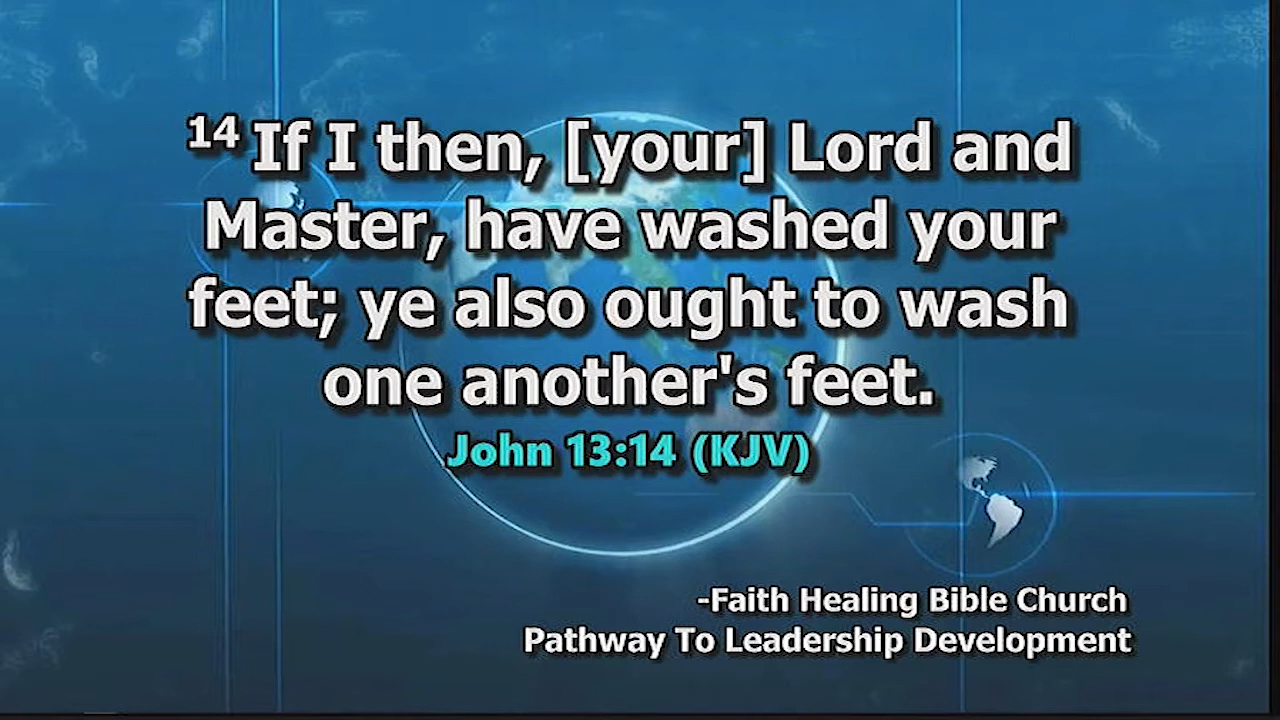 14 If I then, [your] Lord and
Master, have washed your
feet; ye also ought to wash
one another's feet.
John 13:14 (KJV)
-Faith Healing Bible Church
Pathway To Leadership Development